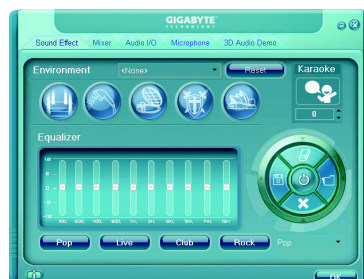 GIGABYTE
TECHNOLOGY
Sound Effect Mixer Audio I/O Microphone 3D Audio Demo
Environment <None> Reset Karaoke
0
Equalizer
Pop Live Club Rock Pop
OK